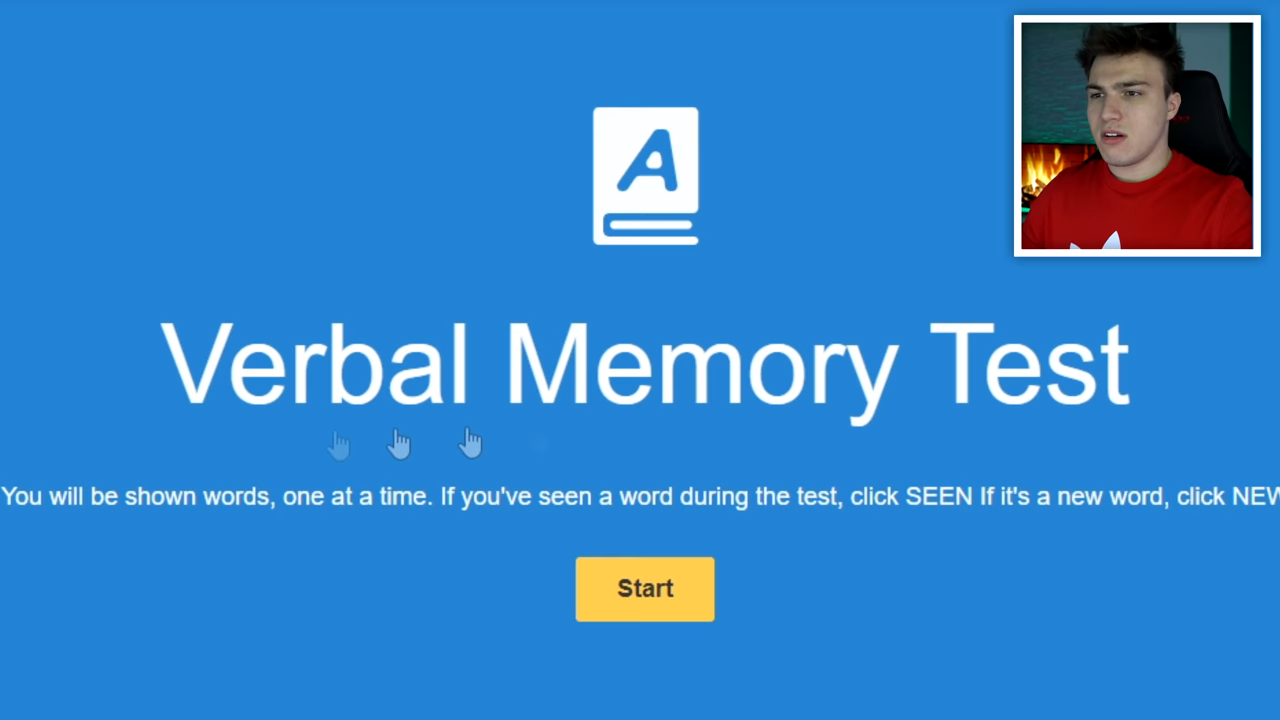 A
Verbal Memory Test
You will be shown words, one at a time. If you've seen a word during the test, click SEEN If it's a new word, click NEW
Start